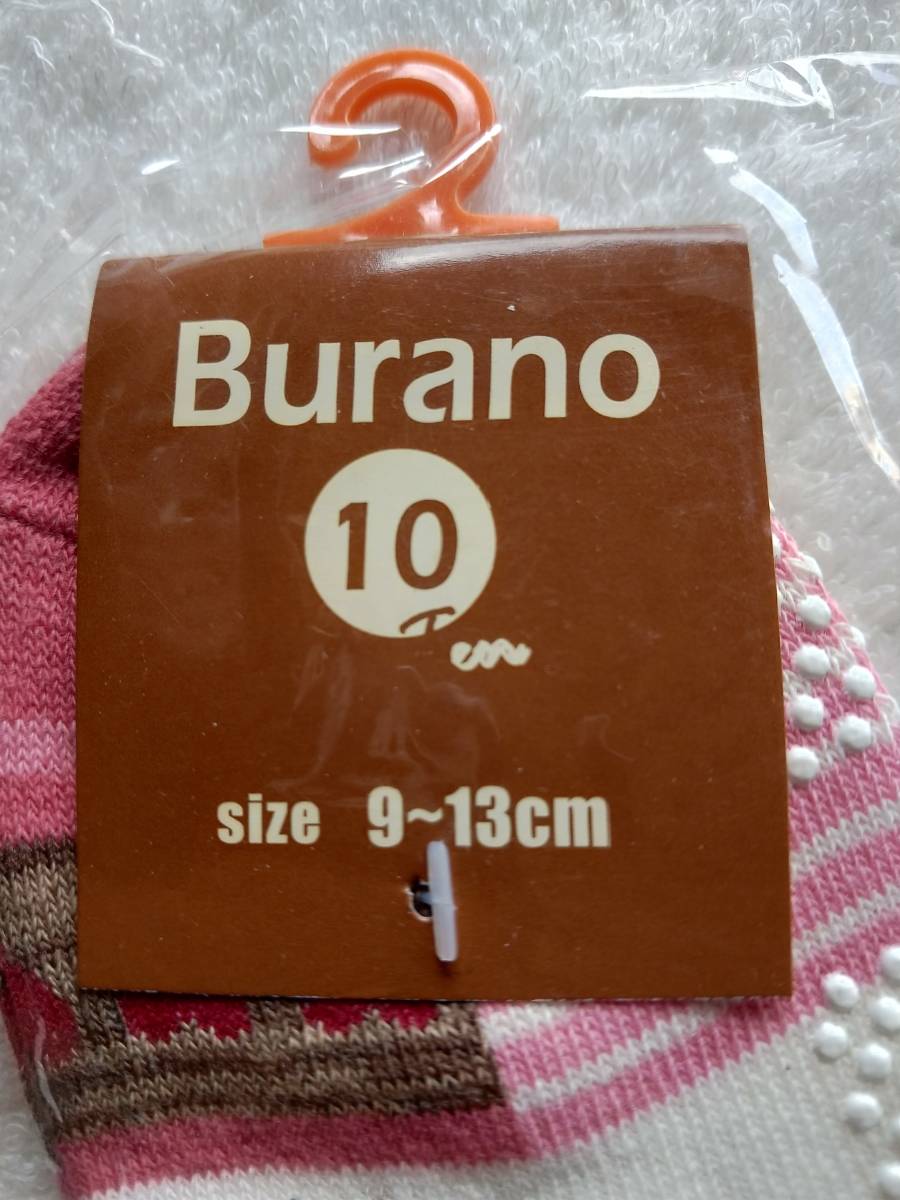 Burano
10
Ten
size 9~13cm